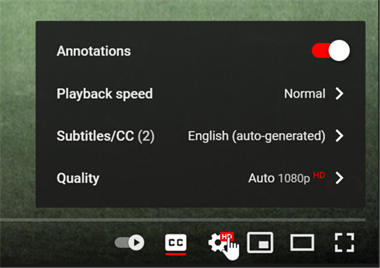 Annotations
Playback speed Normal
Subtitles/CC (2) English (auto-generated)
Quality Auto 1080p HD
CC HD